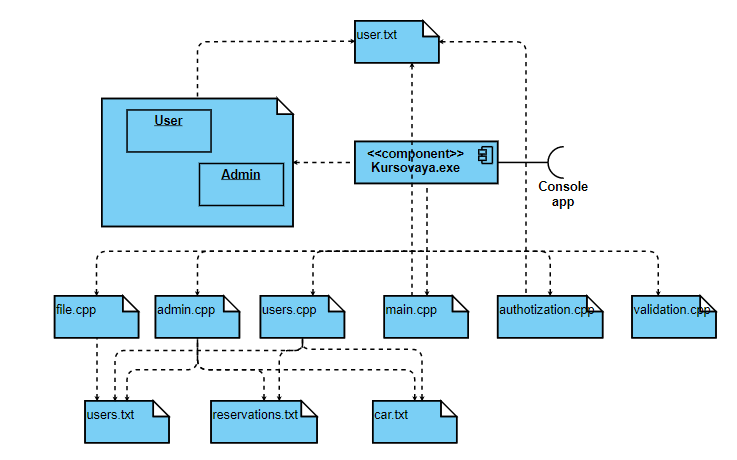 user.txt
User
Admin
<<component>>
Kursovaya.exe
Console
app
file.cpp
admin.cpp
users.cpp
main.cpp
authotization.cpp
validation.cpp
users.txt
reservations.txt
car.txt